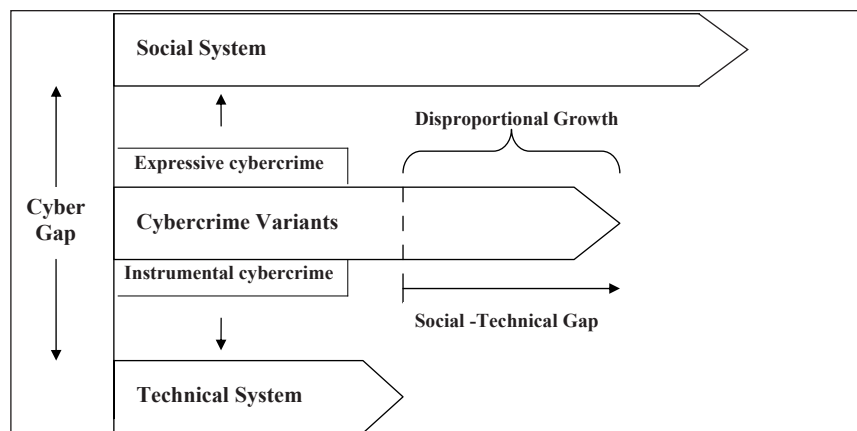 Social System
Disproportional Growth
Expressive cybercrime
Cyber
Gap
Cybercrime Variants
Instrumental cybercrime
Social -Technical Gap
Technical System